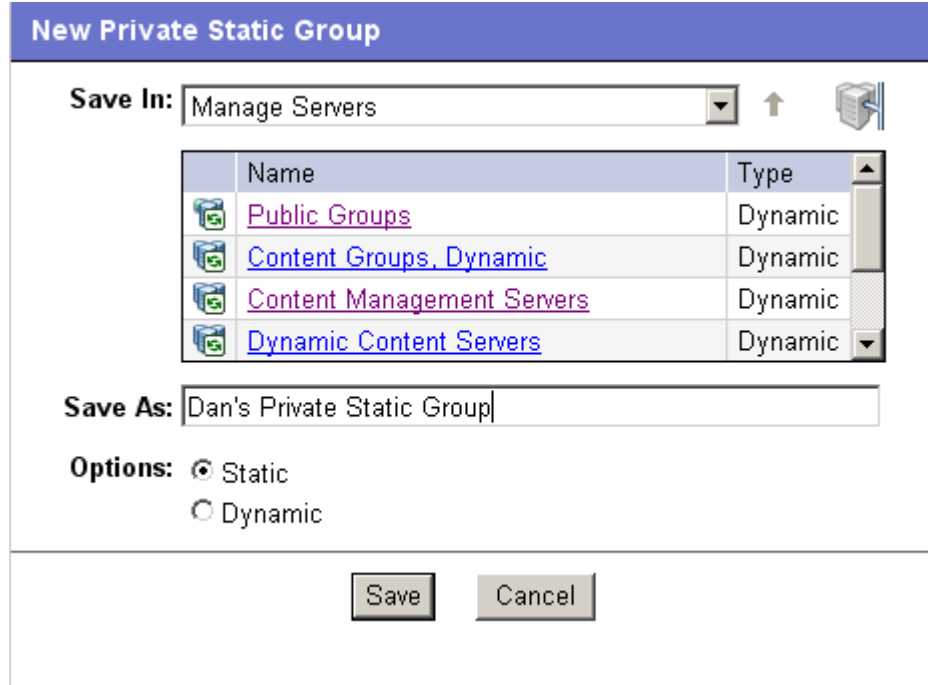 New Private Static Group
Save In: Manage Servers
Name Type
Public Groups Dynamic
Content Groups, Dynamic Dynamic
Content Management Servers Dynamic
Dynamic Content Servers Dynamic
Save As: Dan's Private Static Group
Options: Static
Dynamic
Save Cancel